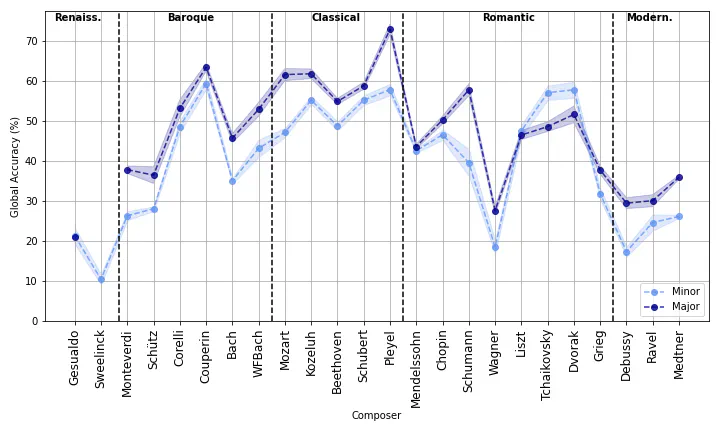 Renaiss. Baroque Classical Romantic Modern.
70
60
50
40
30
20
10
0
Global Accuracy (%)
Minor
Major
Gesualdo
Sweelinck
Monteverdi
Schütz
Corelli
Couperin
Bach
WFBach
Mozart
Kozeluh
Beethoven
Schubert
Pleyel
Mendelssohn
Chopin
Schumann
Wagner
Liszt
Tchaikovsky
Dvorak
Grieg
Debussy
Ravel
Medtner
Composer